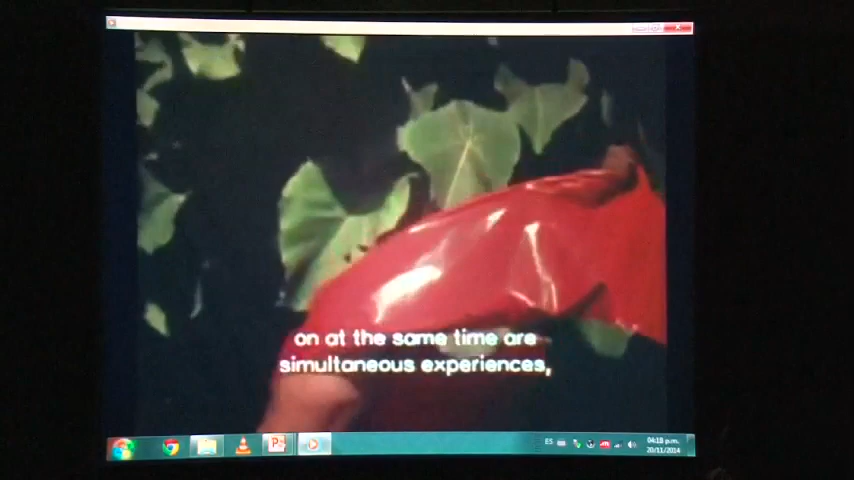 on at the same time are
simultaneous experiences,
ES
04:18 p.m.
20/11/2014